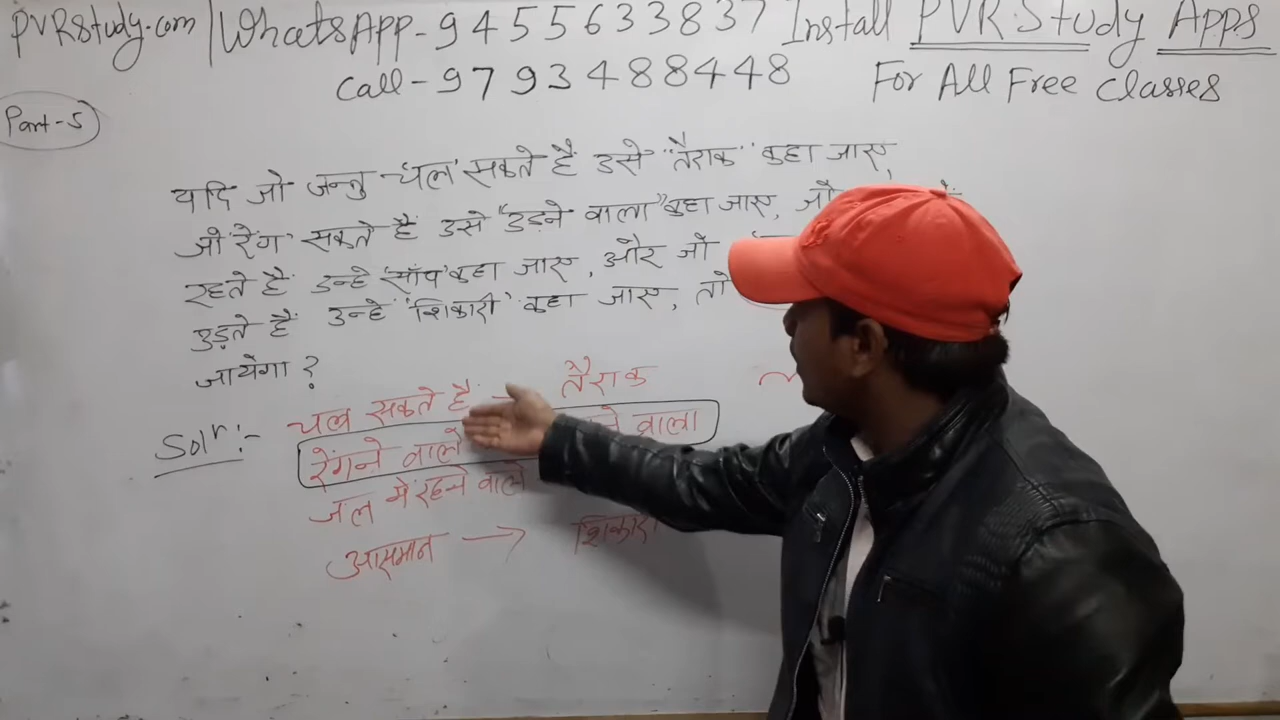 PVRStudy.com | WhatsApp - 9455633837 Install PVR Study Apps
Call - 9793488448 For All Free Classes
Part-5
यदि जो जन्तु 'चल' सकते हैं उसे "तैराक" कहा जाए,
जो 'रेंग' सकते हैं उसे "उड़ने वाला" कहा जाए, जो
रहते हैं उन्हे 'साँप' कहा जाए, और जो
उड़ते हैं उन्हे "शिकारी" कहा जाए, तो
जायेगा ?
Solⁿ:- चल सकते हैं → तैराक
रेंगने वाले वाला
जल में रहने वाले
आसमान → शिकारी